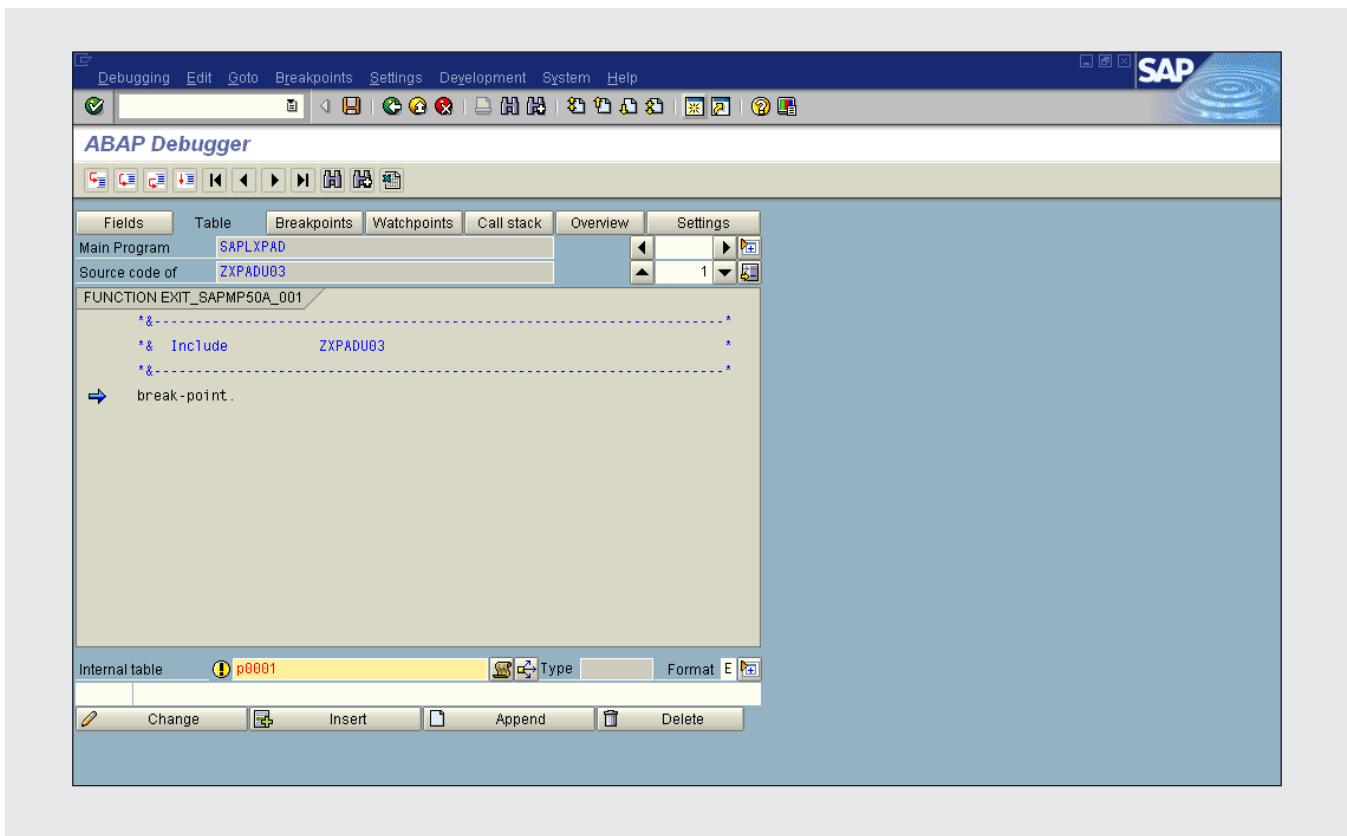 Debugging Edit Goto Breakpoints Settings Development System Help
SAP
ABAP Debugger
Fields Table Breakpoints Watchpoints Call stack Overview Settings
Main Program SAPLXPAD
Source code of ZXPADU03 1
FUNCTION EXIT_SAPMP50A_001
*&---------------------------------------------------------------------*
*& Include ZXPADU03 *
*&---------------------------------------------------------------------*
break-point.
Internal table p0001 Type Format E
Change Insert Append Delete